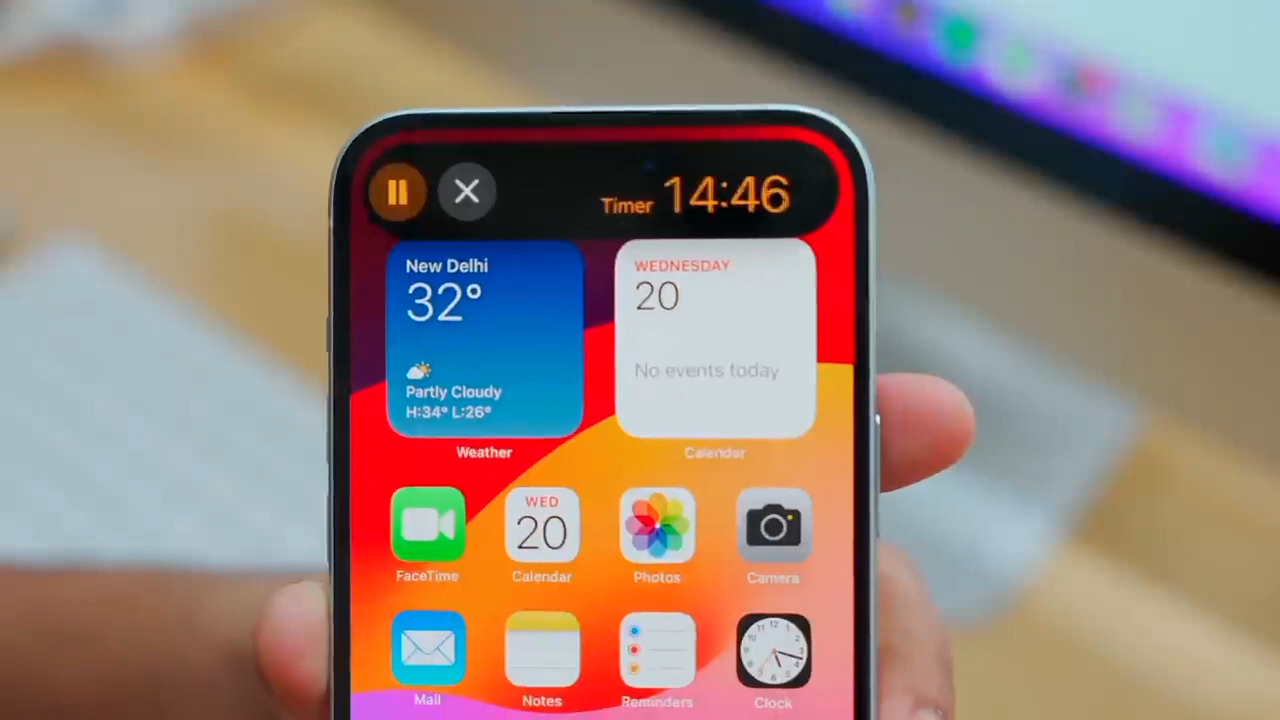 Timer 14:46
New Delhi
32°
Partly Cloudy
H:34° L:26°
Weather
WEDNESDAY
20
No events today
Calendar
WED
20
FaceTime
Calendar
Photos
Camera
Mail
Notes
Reminders
Clock